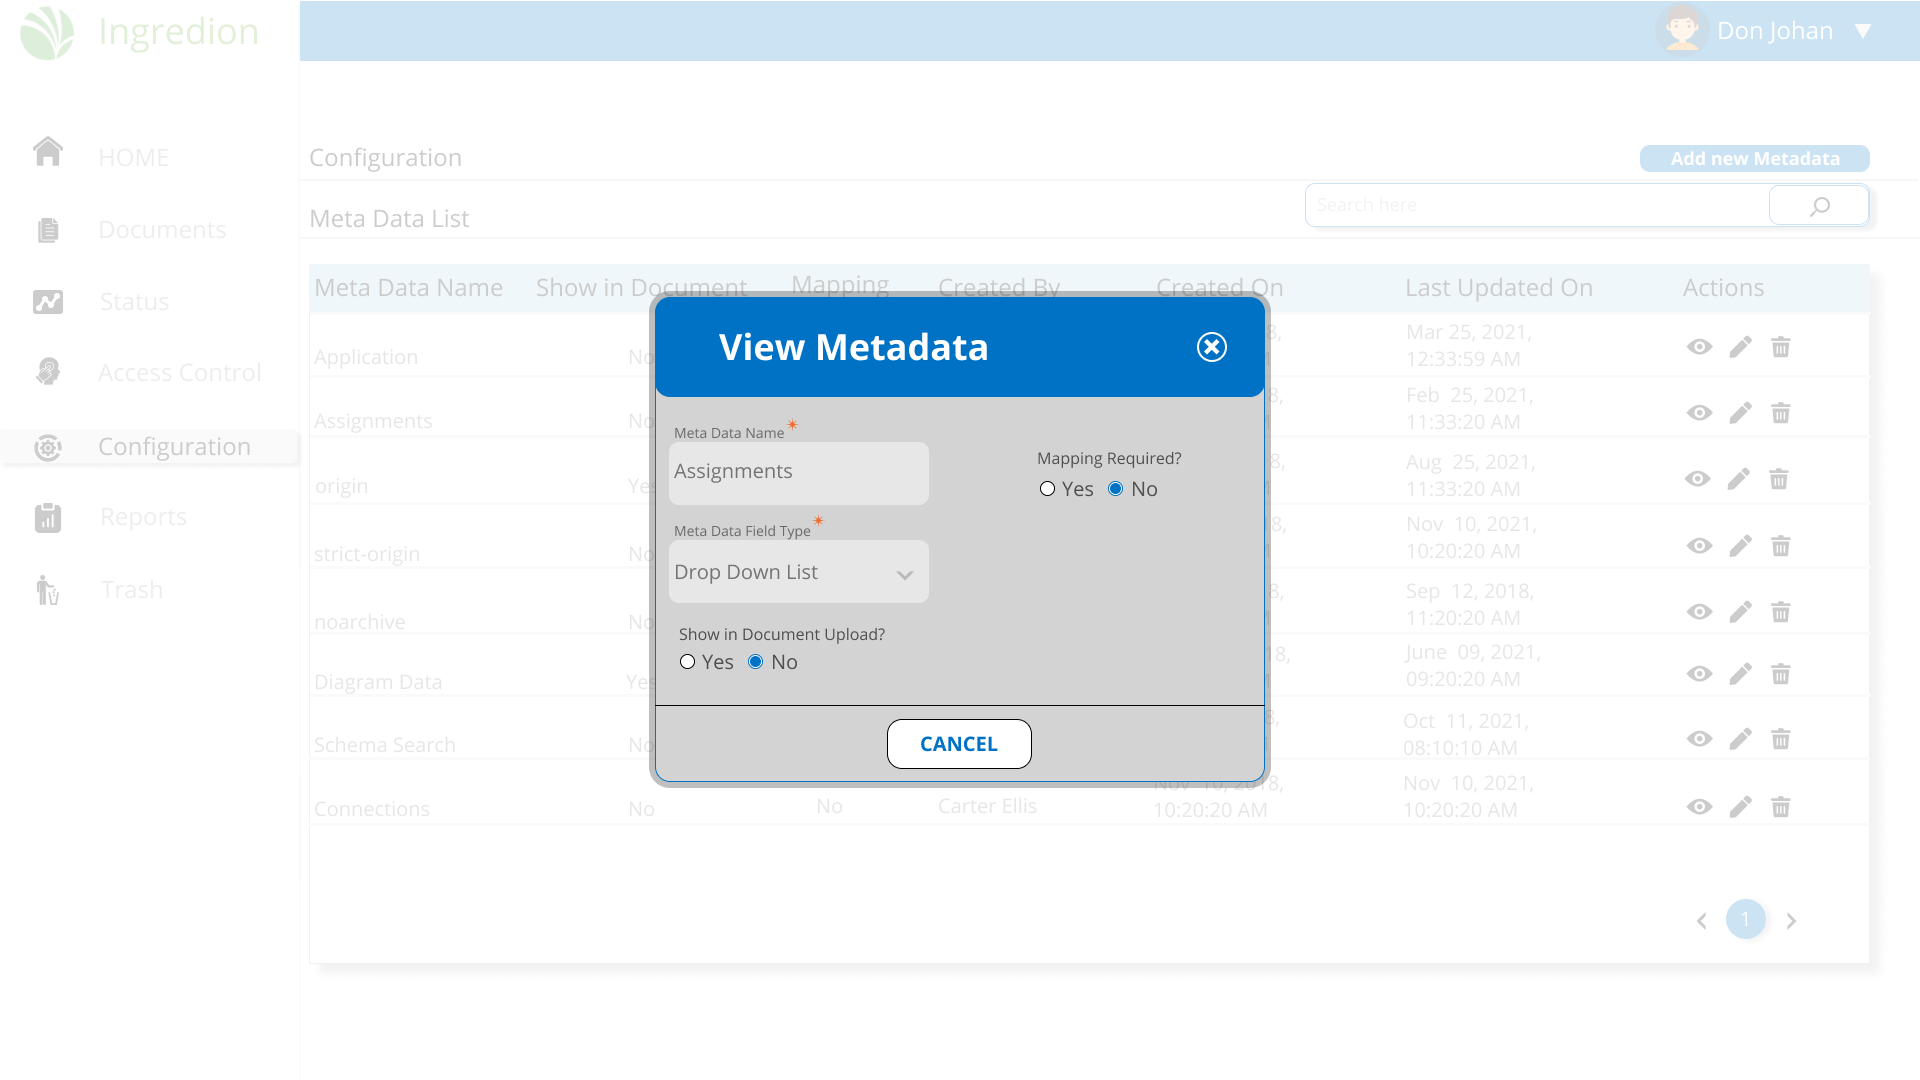 Ingredion
Don Johan
HOME
Documents
Status
Access Control
Configuration
Reports
Trash
Configuration
Add new Metadata
Meta Data List
Search here
Meta Data Name Show in Document Mapping Created By Created On Last Updated On Actions
Application No 8, Mar 25, 2021,
12:33:59 AM
Assignments No 8, Feb 25, 2021,
11:33:20 AM
origin Yes 8, Aug 25, 2021,
11:33:20 AM
strict-origin No 8, Nov 10, 2021,
10:20:20 AM
noarchive No 8, Sep 12, 2018,
11:20:20 AM
Diagram Data Yes 18, June 09, 2021,
09:20:20 AM
Schema Search No 8, Oct 11, 2021,
08:10:10 AM
Connections No No Carter Ellis Nov 10, 2018, Nov 10, 2021,
10:20:20 AM 10:20:20 AM
1
View Metadata
Meta Data Name
Assignments
Mapping Required?
Yes No
Meta Data Field Type
Drop Down List
Show in Document Upload?
Yes No
CANCEL